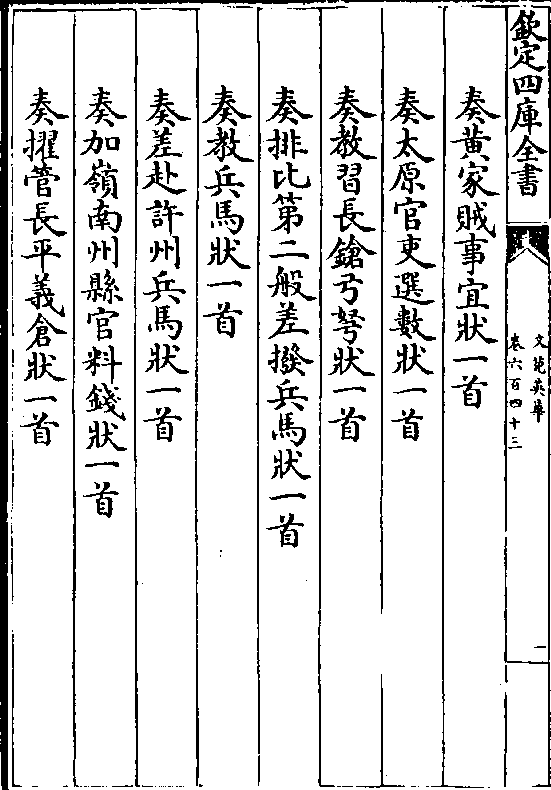 欽定四庫全書
文苑英華
卷六百四十三
一
奏黄家賊事宜狀一首
奏太原官吏選數狀一首
奏教習長鎗弓弩狀一首
奏排比第二般差撥兵馬狀一首
奏教兵馬狀一首
奏差赴許州兵馬狀一首
奏加嶺南州縣官料錢狀一首
奏擢管長平義倉狀一首